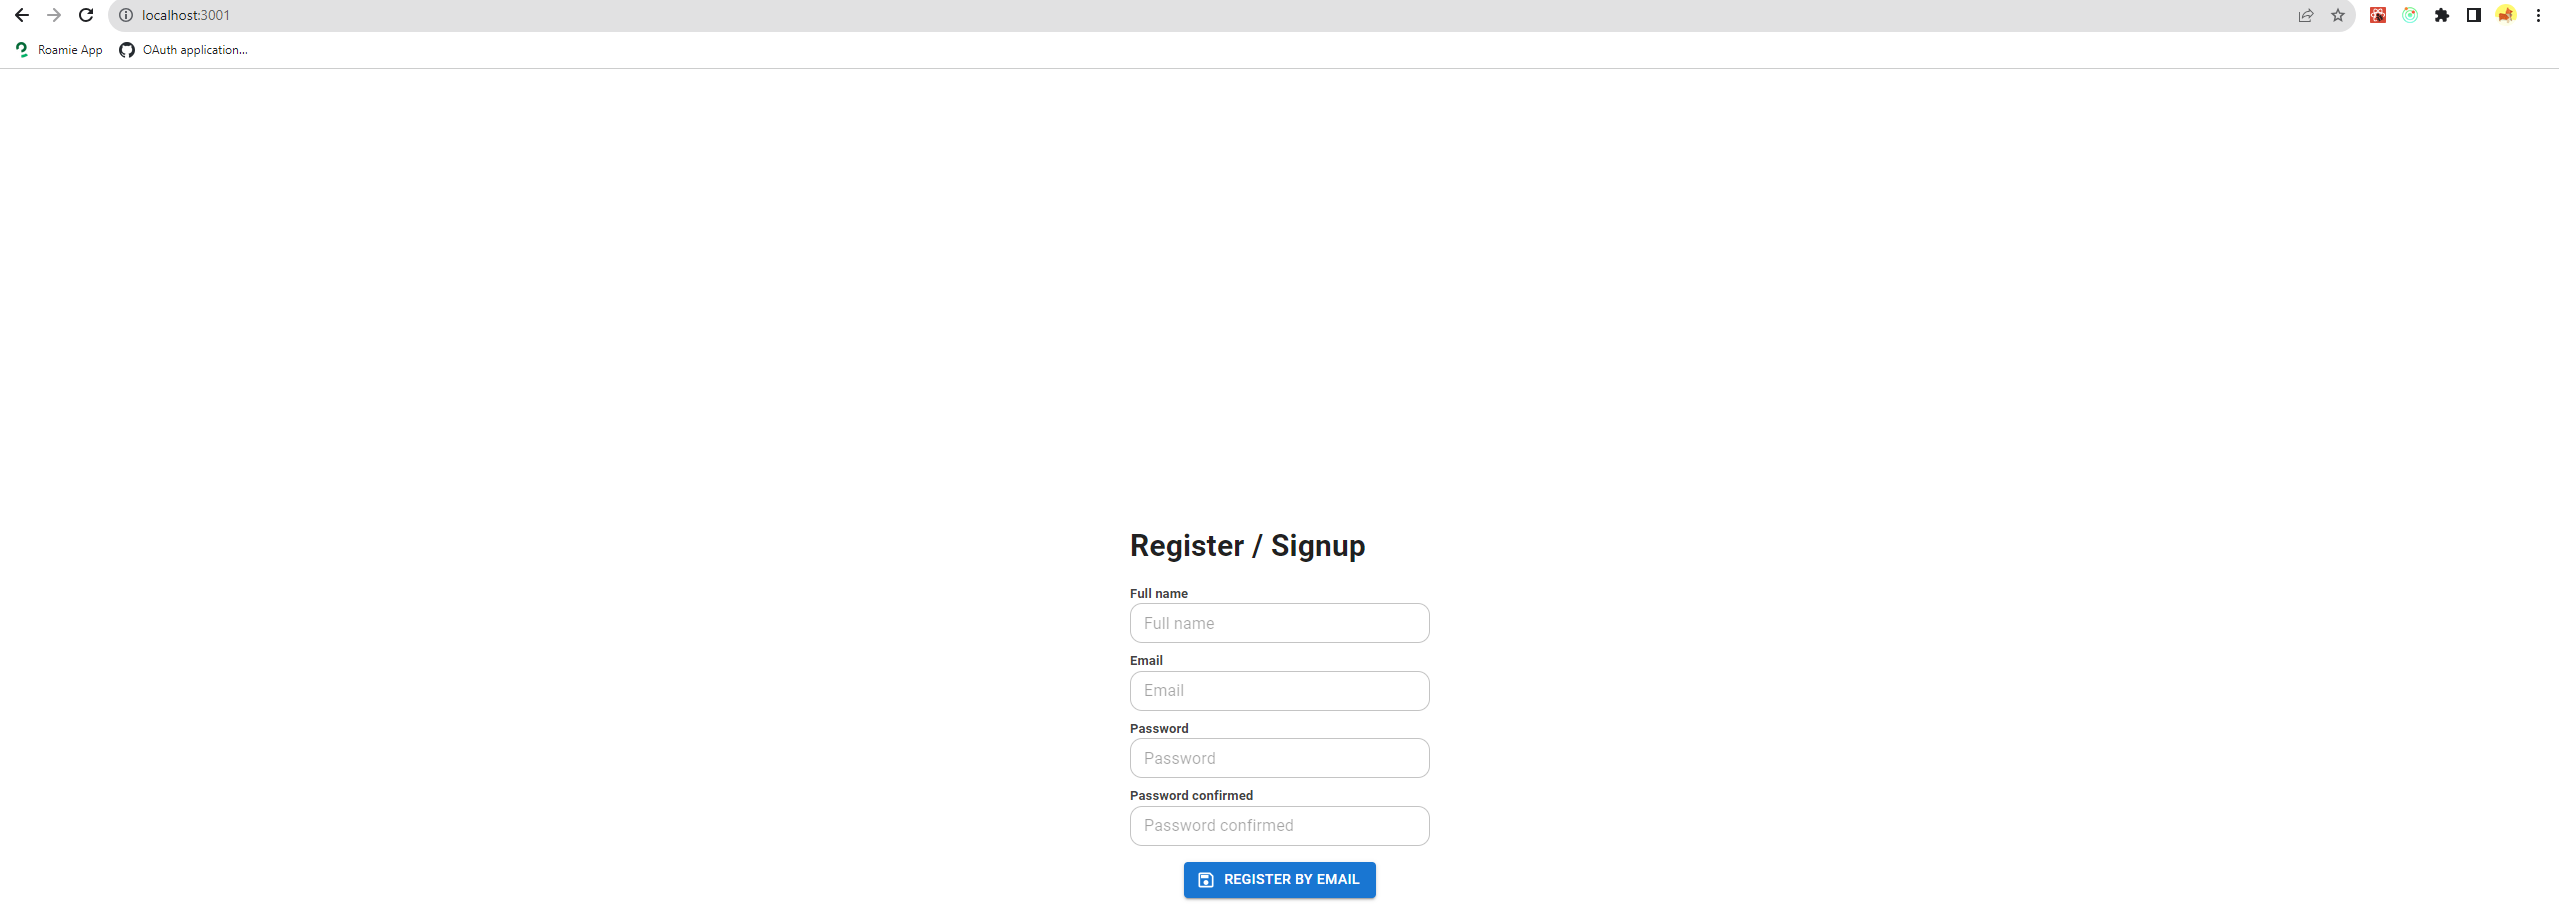 localhost:3001
Roamie App OAuth application...
Register / Signup
Full name
Full name
Email
Email
Password
Password
Password confirmed
Password confirmed
REGISTER BY EMAIL